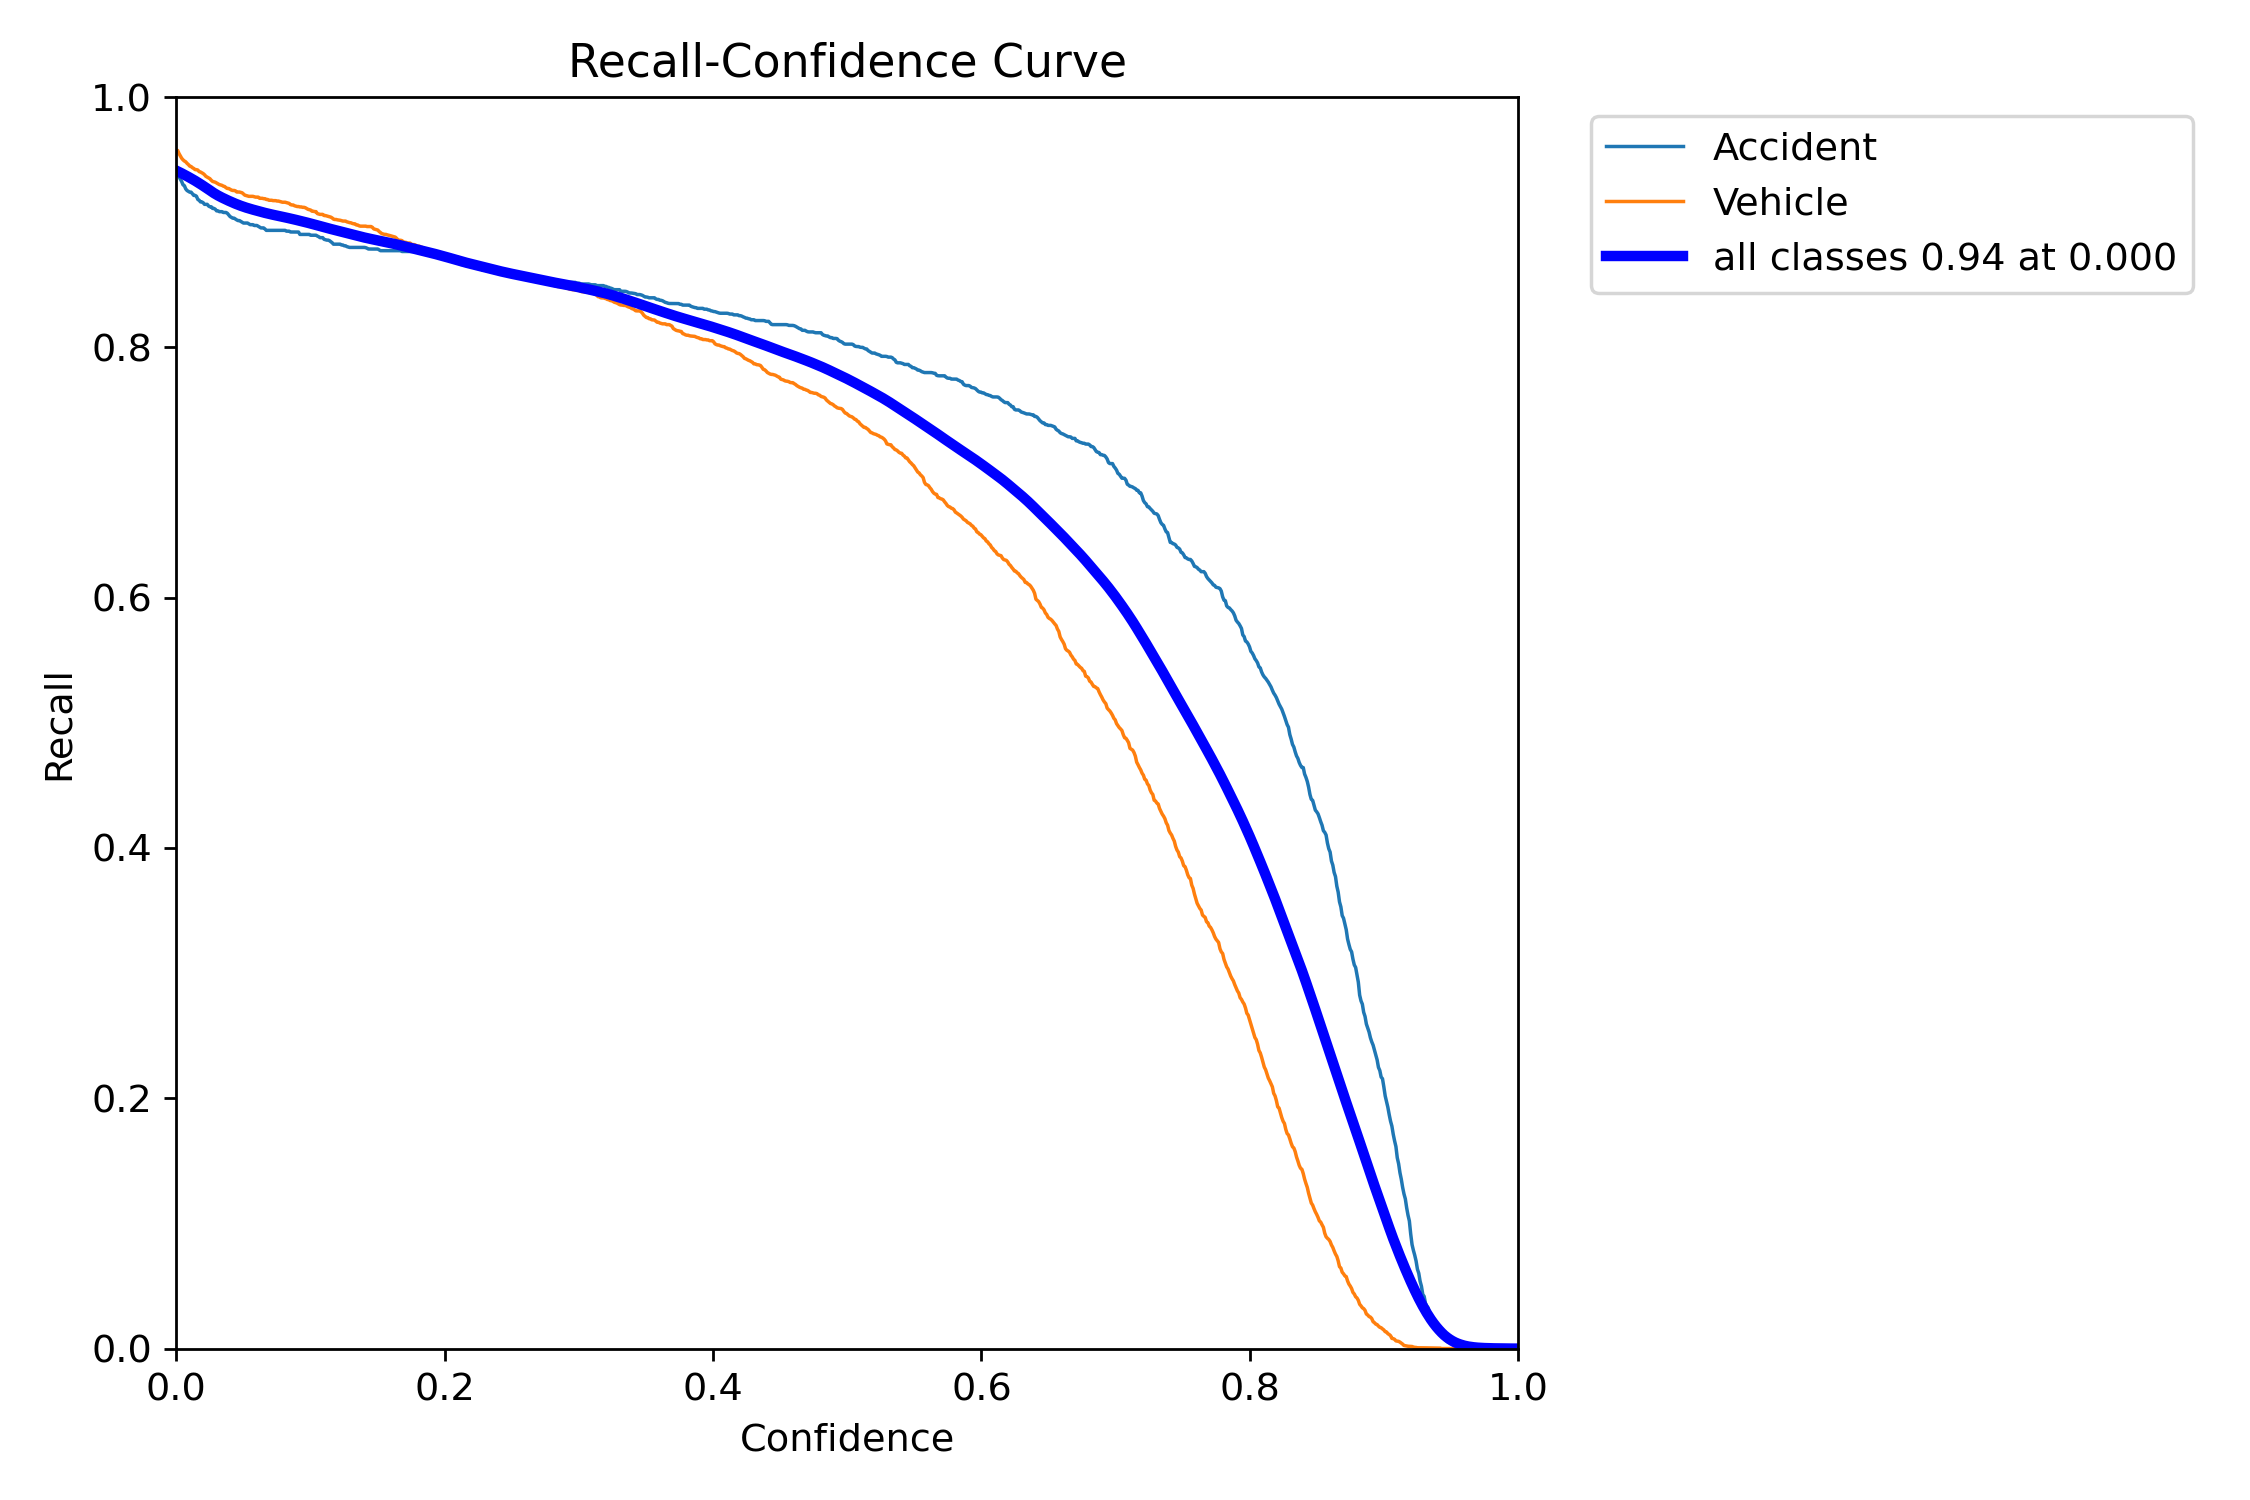 Recall-Confidence Curve
1.0
0.8
0.6
0.4
0.2
0.0
Recall
0.0 0.2 0.4 0.6 0.8 1.0
Confidence
Accident
Vehicle
all classes 0.94 at 0.000